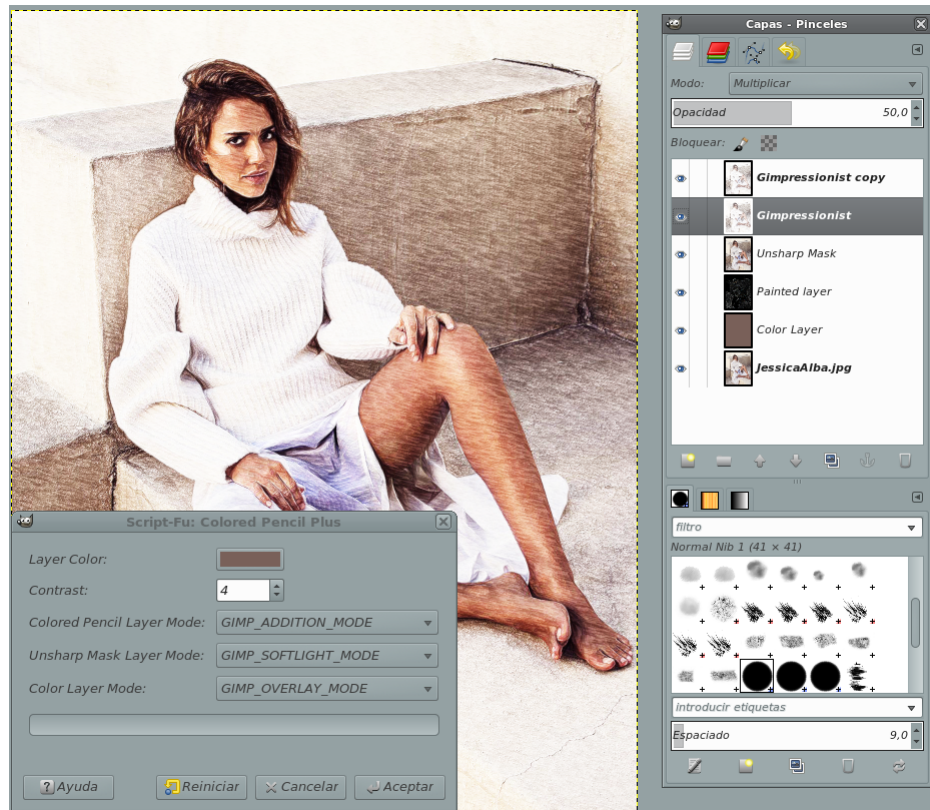 Capas - Pinceles
Modo: Multiplicar
Opacidad 50,0
Bloquear:
Gimpressionist copy
Gimpressionist
Unsharp Mask
Painted layer
Color Layer
JessicaAlba.jpg
filtro
Normal Nib 1 (41 × 41)
introducir etiquetas
Espaciado 9,0
Script-Fu: Colored Pencil Plus
Layer Color:
Contrast: 4
Colored Pencil Layer Mode: GIMP_ADDITION_MODE
Unsharp Mask Layer Mode: GIMP_SOFTLIGHT_MODE
Color Layer Mode: GIMP_OVERLAY_MODE
Ayuda Reiniciar Cancelar Aceptar